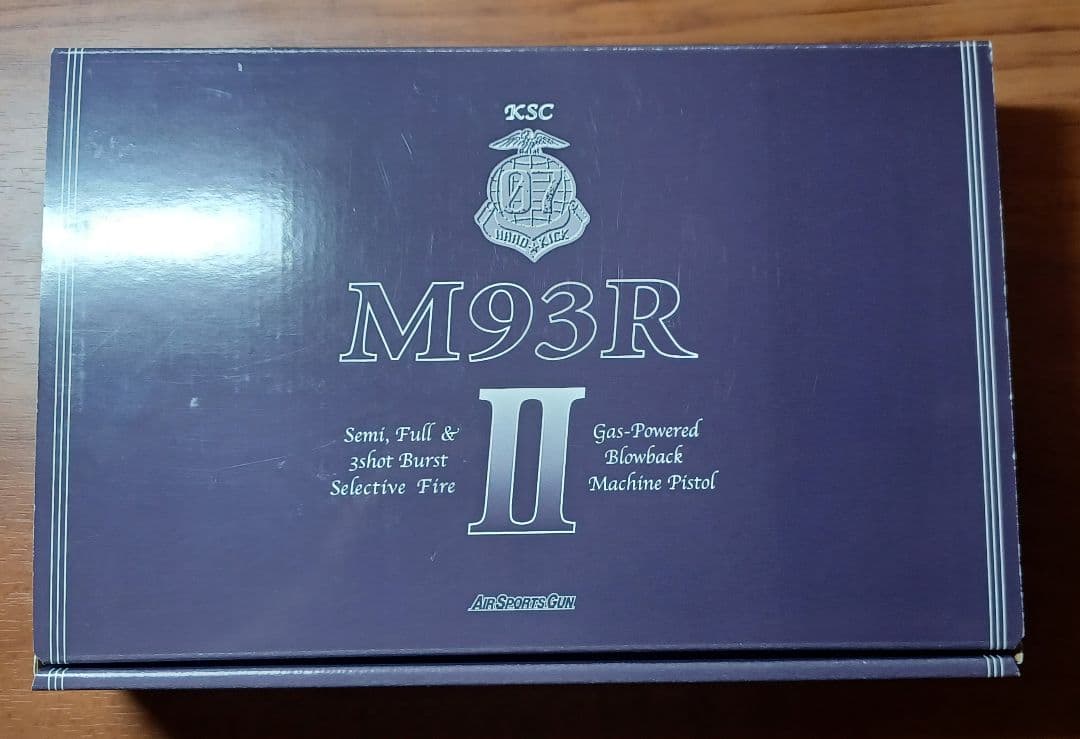 KSC
07
HARD★KICK
M93R
II
Semi, Full &
3shot Burst
Selective Fire
Gas-Powered
Blowback
Machine Pistol
AIR SPORTS GUN